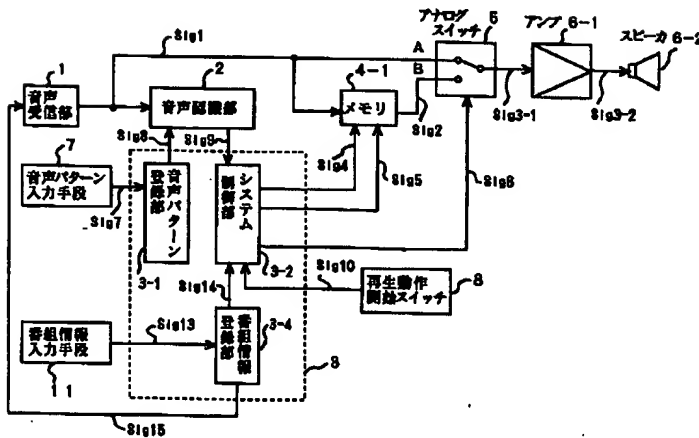 Sig1
アナログ
スイッチ
5
アンプ 6-1
スピーカ 6-2
1
音声
受信部
2
音声認識部
4-1
メモリ
A
B
Sig2
Sig3-1
Sig3-2
Sig8
Sig9
Sig4
Sig5
Sig6
7
音声パターン
入力手段
Sig7
音声パターン
登録部
3-1
システム
制御部
3-2
Sig14
Sig10
再生動作
開始スイッチ
8
番組情報
入力手段
11
Sig13
番組情報
登録部
3-4
3
Sig15